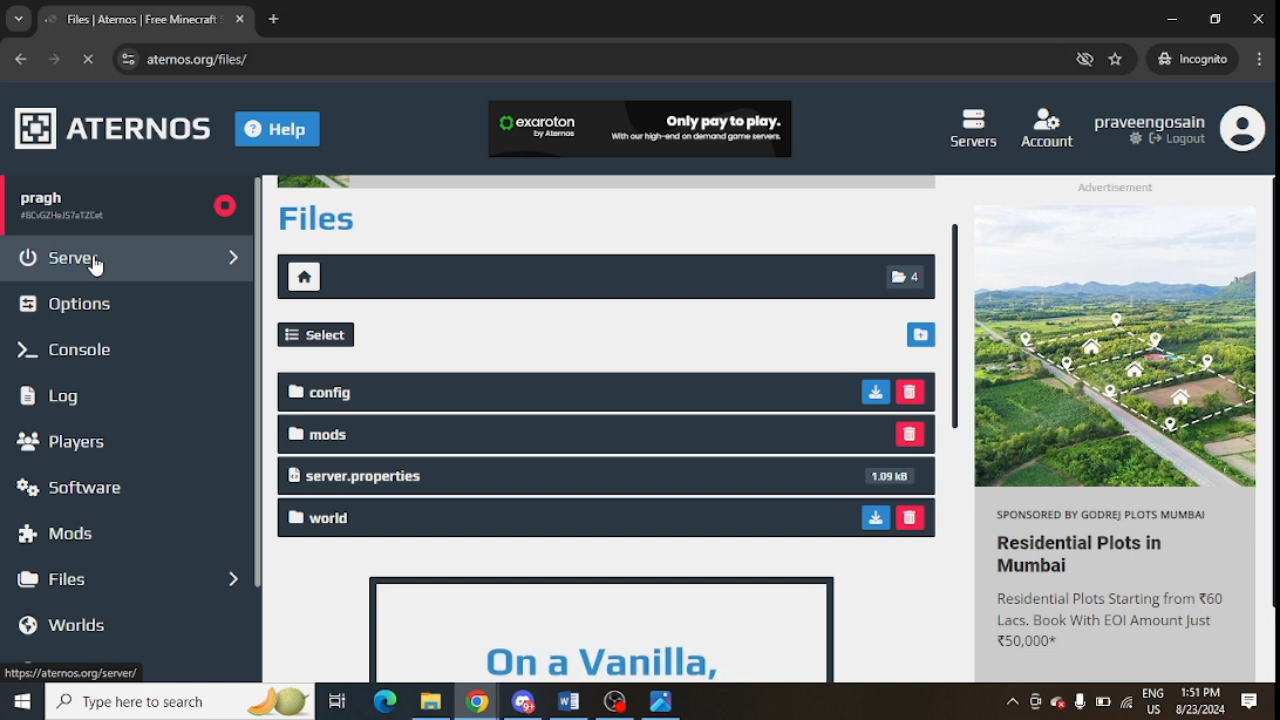 Files | Aternos | Free Minecraft S
aternos.org/files/
Incognito
ATERNOS
? Help
exaroton
by Aternos
Only pay to play.
With our high-end on demand game servers.
Servers
Account
praveengosain
Logout
pragh
Server
Options
Console
Log
Players
Software
Mods
Files
Worlds
https://aternos.org/server/
Files
4
Select
config
mods
server.properties
1.09 kB
world
On a Vanilla,
Advertisement
SPONSORED BY GODREJ PLOTS MUMBAI
Residential Plots in
Mumbai
Residential Plots Starting from ₹60
Lacs. Book With EOI Amount Just
₹50,000*
Type here to search
ENG
US
1:51 PM
8/23/2024